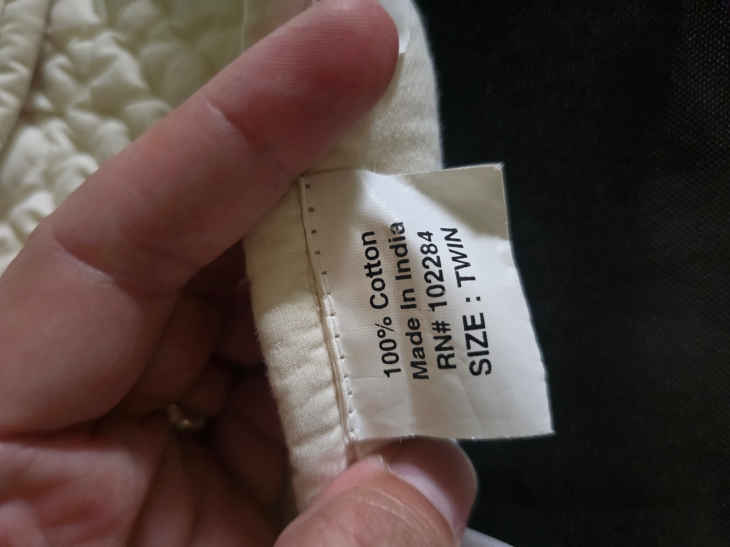 100% Cotton
Made In India
RN# 102284
SIZE : TWIN